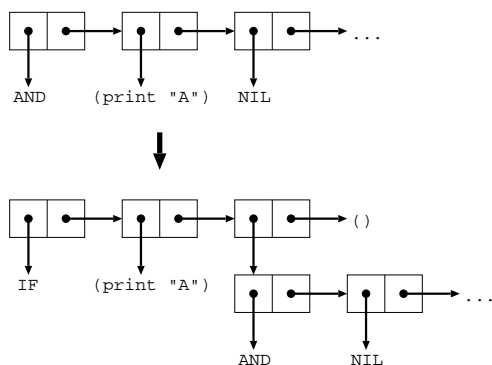 ...
AND (print "A") NIL
()
IF (print "A")
...
AND NIL